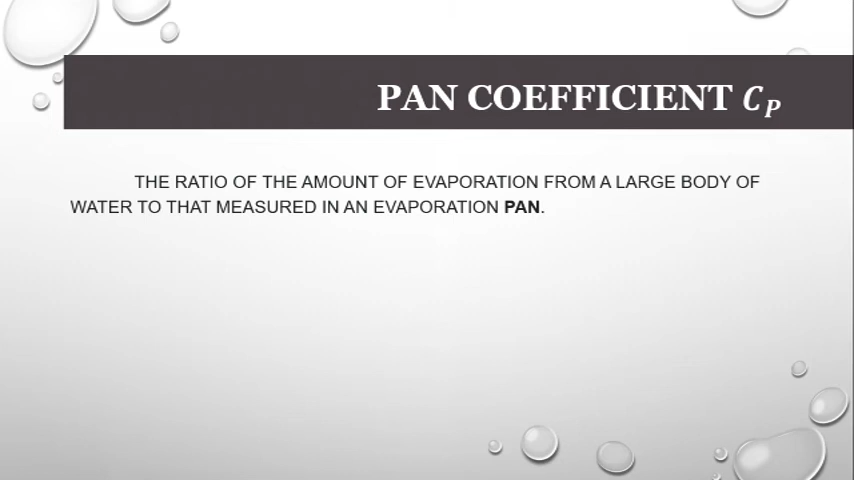 PAN COEFFICIENT C_P
THE RATIO OF THE AMOUNT OF EVAPORATION FROM A LARGE BODY OF
WATER TO THAT MEASURED IN AN EVAPORATION PAN.